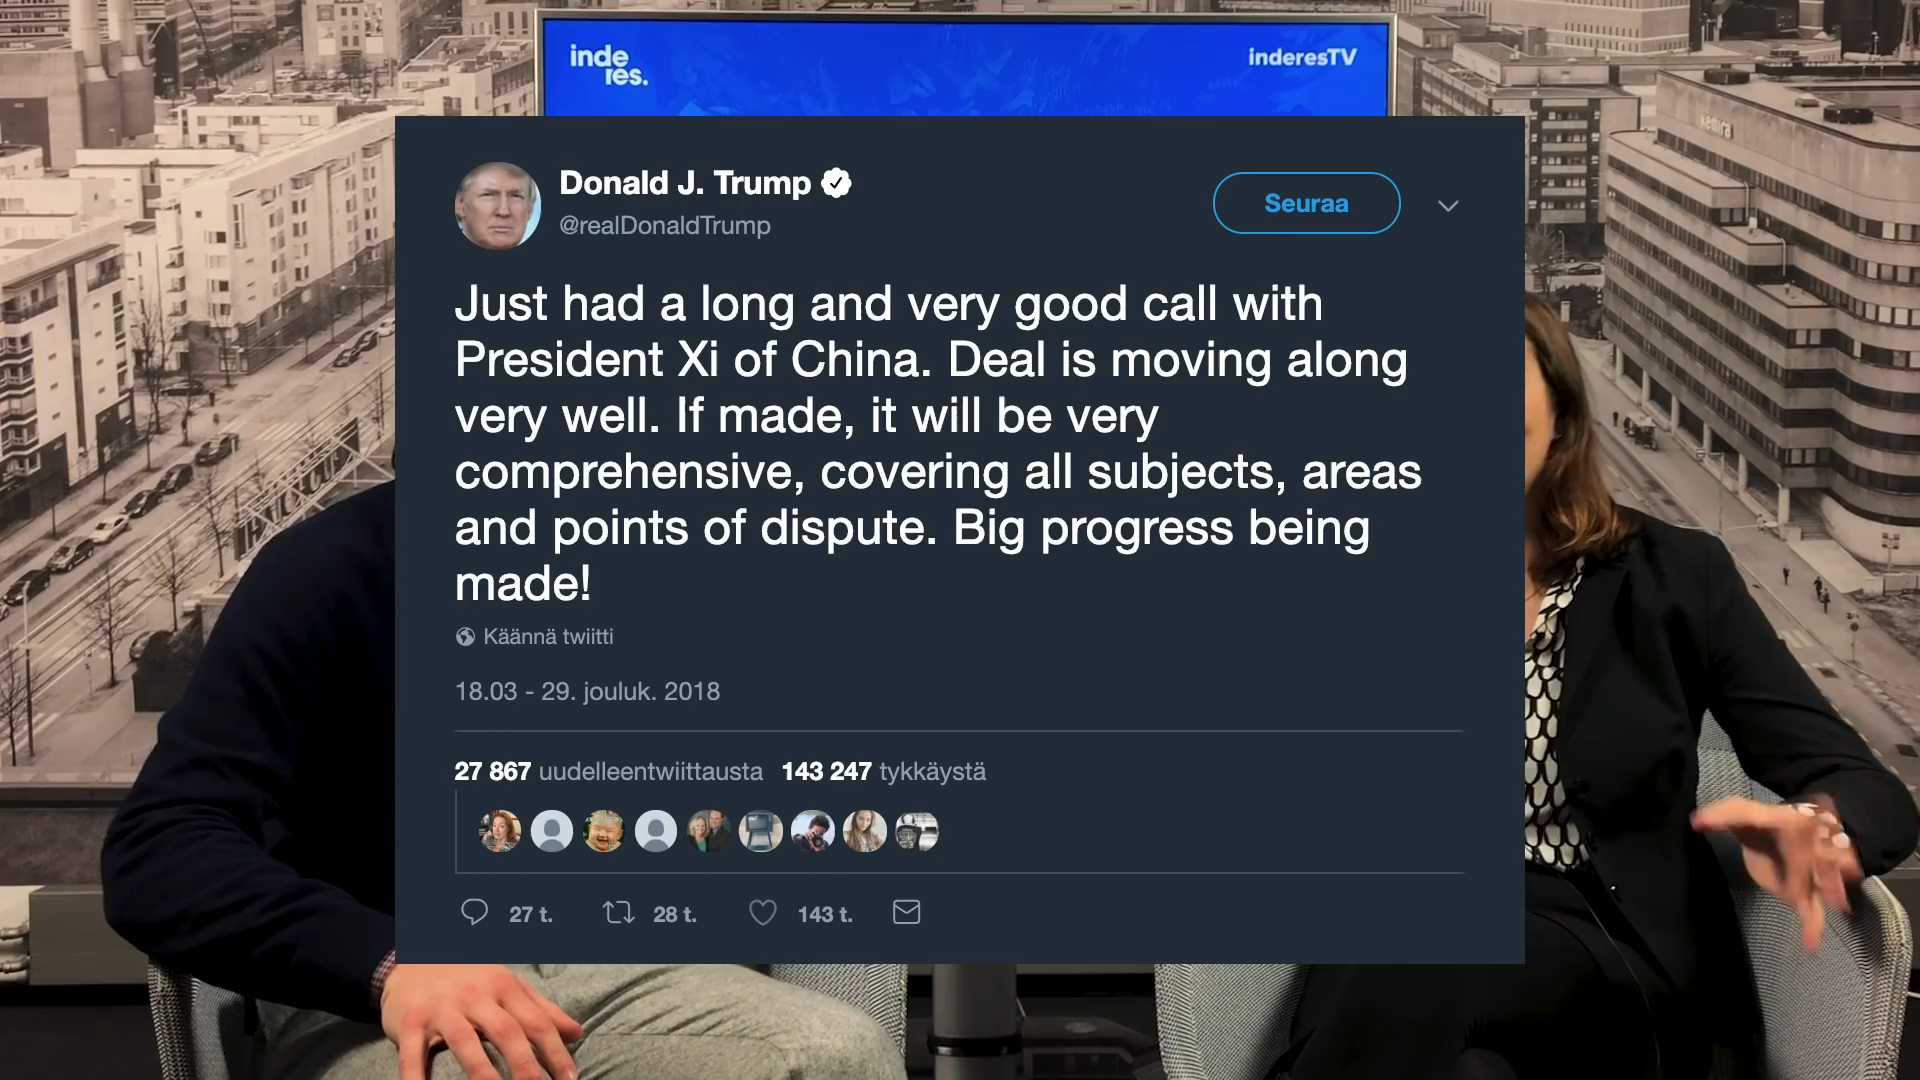 inde
res.
inderesTV
kemira
Donald J. Trump
@realDonaldTrump
Seuraa
Just had a long and very good call with
President Xi of China. Deal is moving along
very well. If made, it will be very
comprehensive, covering all subjects, areas
and points of dispute. Big progress being
made!
Käännä twiitti
18.03 - 29. jouluk. 2018
27 867 uudelleentwiittausta 143 247 tykkäystä
27 t. 28 t. 143 t.